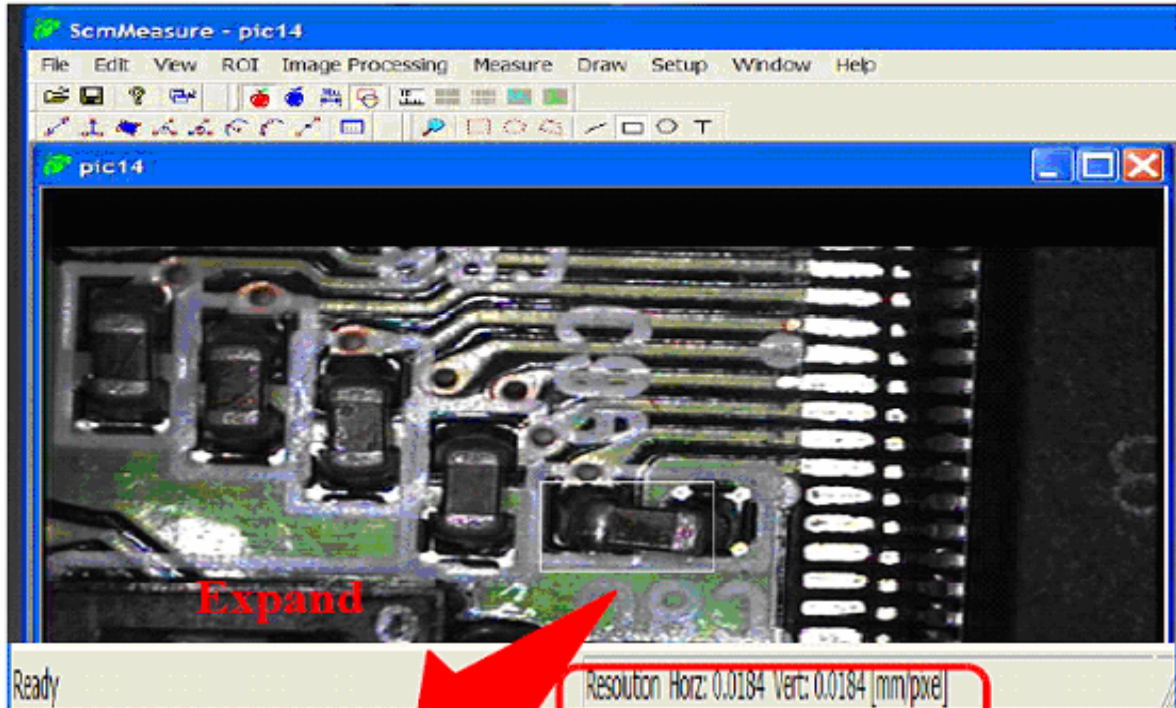 ScmMeasure - pic14
File Edit View ROI Image Processing Measure Draw Setup Window Help
T
pic14
Expand
Ready
Resolution Horz: 0.0184 Vert: 0.0184 [mm/pixel]